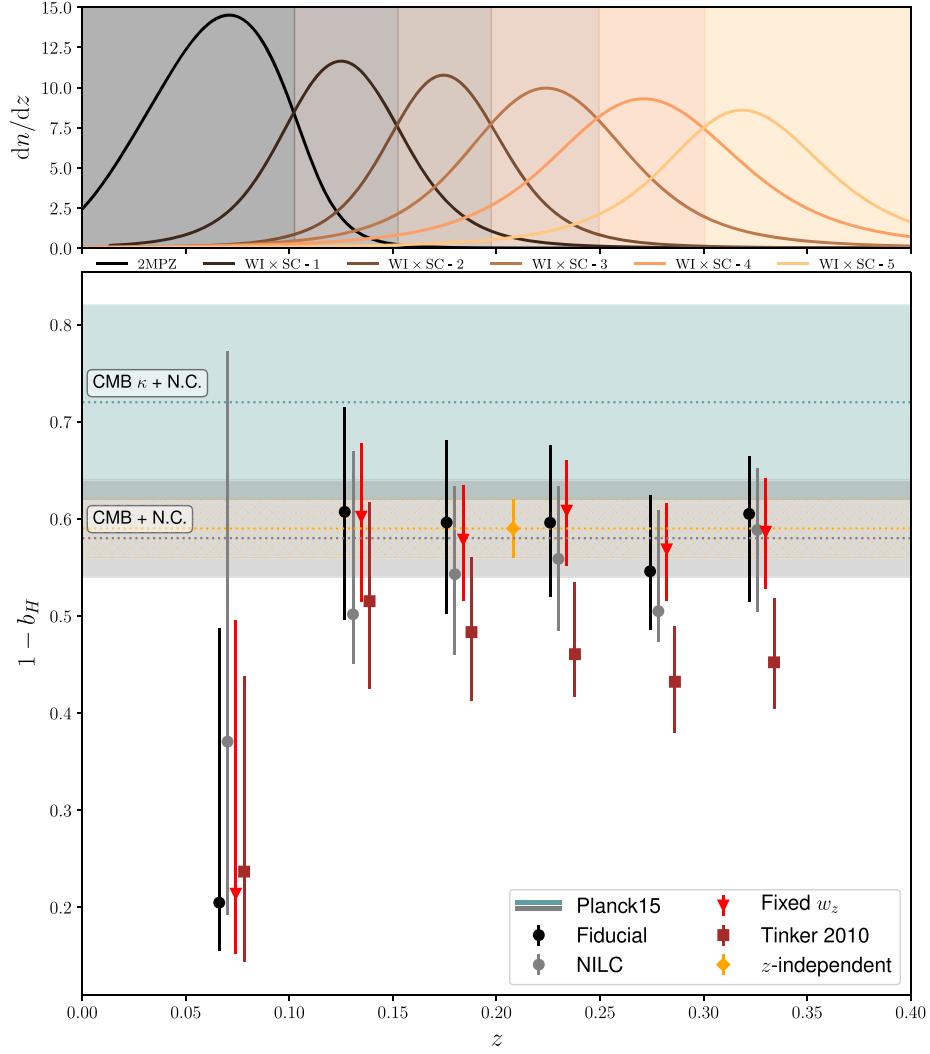 15.0
12.5
10.0
7.5
5.0
2.5
0.0
dn/dz
2MPZ WI × SC - 1 WI × SC - 2 WI × SC - 3 WI × SC - 4 WI × SC - 5
0.8
0.7
0.6
0.5
0.4
0.3
0.2
1 − b_H
CMB κ + N.C.
CMB + N.C.
Planck15 Fixed w_z
Fiducial Tinker 2010
NILC z-independent
0.00 0.05 0.10 0.15 0.20 0.25 0.30 0.35 0.40
z